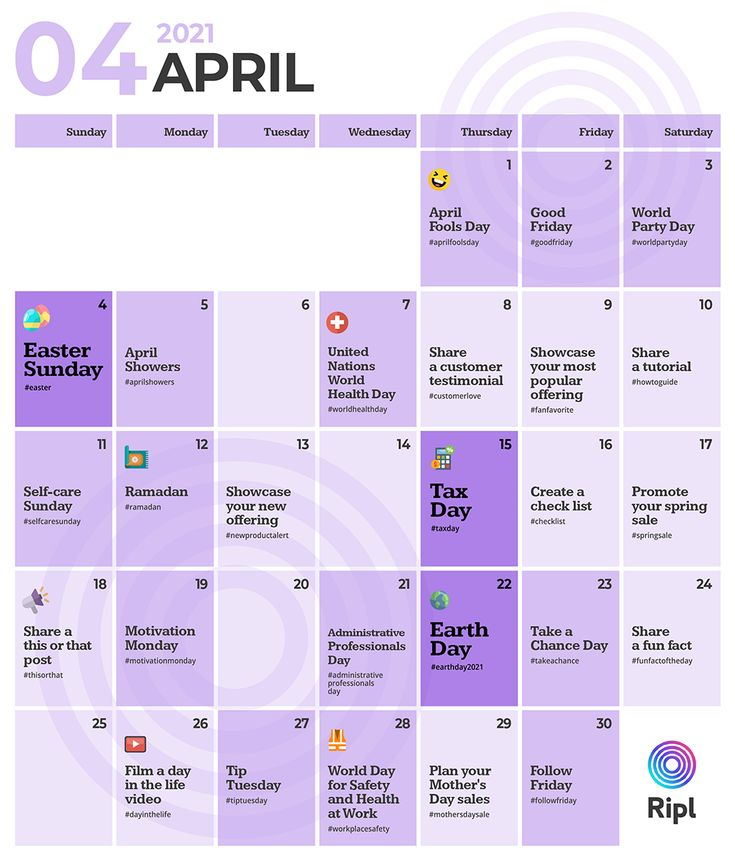 04 2021
APRIL
Sunday Monday Tuesday Wednesday Thursday Friday Saturday
1
April
Fools Day
#aprilfoolsday
2
Good
Friday
#goodfriday
3
World
Party Day
#worldpartyday
4
Easter
Sunday
#easter
5
April
Showers
#aprilshowers
6
7
United
Nations
World
Health Day
#worldhealthday
8
Share
a customer
testimonial
#customerlove
9
Showcase
your most
popular
offering
#fanfavorite
10
Share
a tutorial
#howtoguide
11
Self-care
Sunday
#selfcaresunday
12
Ramadan
#ramadan
13
Showcase
your new
offering
#newproductalert
14
15
Tax
Day
#taxday
16
Create a
check list
#checklist
17
Promote
your spring
sale
#springsale
18
Share a
this or that
post
#thisorthat
19
Motivation
Monday
#motivationmonday
20
21
Administrative
Professionals
Day
#administrative
professionals
day
22
Earth
Day
#earthday2021
23
Take a
Chance Day
#takeachance
24
Share
a fun fact
#funfactoftheday
25
26
Film a day
in the life
video
#dayinthelife
27
Tip
Tuesday
#tiptuesday
28
World Day
for Safety
and Health
at Work
#workplacesafety
29
Plan your
Mother's
Day sales
#mothersdaysale
30
Follow
Friday
#followfriday
Ripl